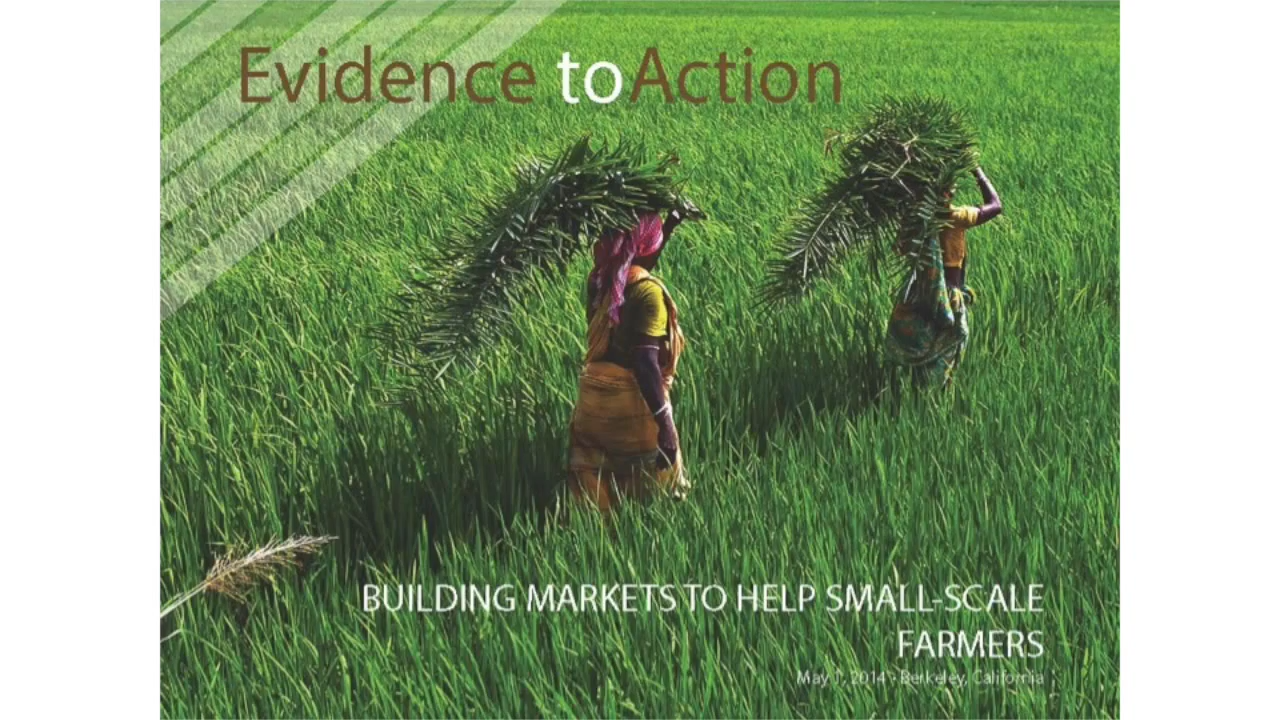 Evidence to Action
BUILDING MARKETS TO HELP SMALL-SCALE
FARMERS
May 1, 2014 • Berkeley, California